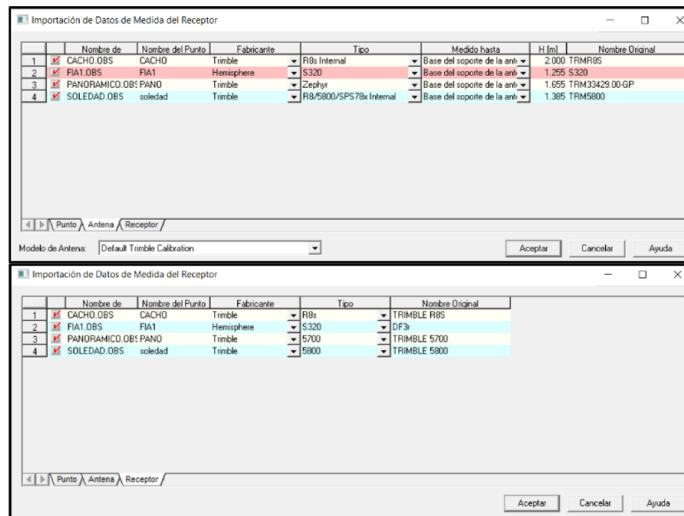 Importación de Datos de Medida del Receptor
Nombre de Nombre del Punto Fabricante Tipo Medido hasta H [m] Nombre Original
1 CACHO.OBS CACHO Trimble R8s Internal Base del soporte de la ante 2.000 TRMR8S
2 FIA1.OBS FIA1 Hemisphere S320 Base del soporte de la ante 1.255 S320
3 PANORAMICO.OBS PANO Trimble Zephyr Base del soporte de la ante 1.655 TRM33429.00-GP
4 SOLEDAD.OBS soledad Trimble R8/5800/SPS78x Internal Base del soporte de la ante 1.385 TRM5800
Punto Antena Receptor
Modelo de Antena: Default Trimble Calibration Aceptar Cancelar Ayuda
Importación de Datos de Medida del Receptor
Nombre de Nombre del Punto Fabricante Tipo Nombre Original
1 CACHO.OBS CACHO Trimble R8s TRIMBLE R8S
2 FIA1.OBS FIA1 Hemisphere S320 DF3r
3 PANORAMICO.OBS PANO Trimble 5700 TRIMBLE 5700
4 SOLEDAD.OBS soledad Trimble 5800 TRIMBLE 5800
Punto Antena Receptor
Aceptar Cancelar Ayuda